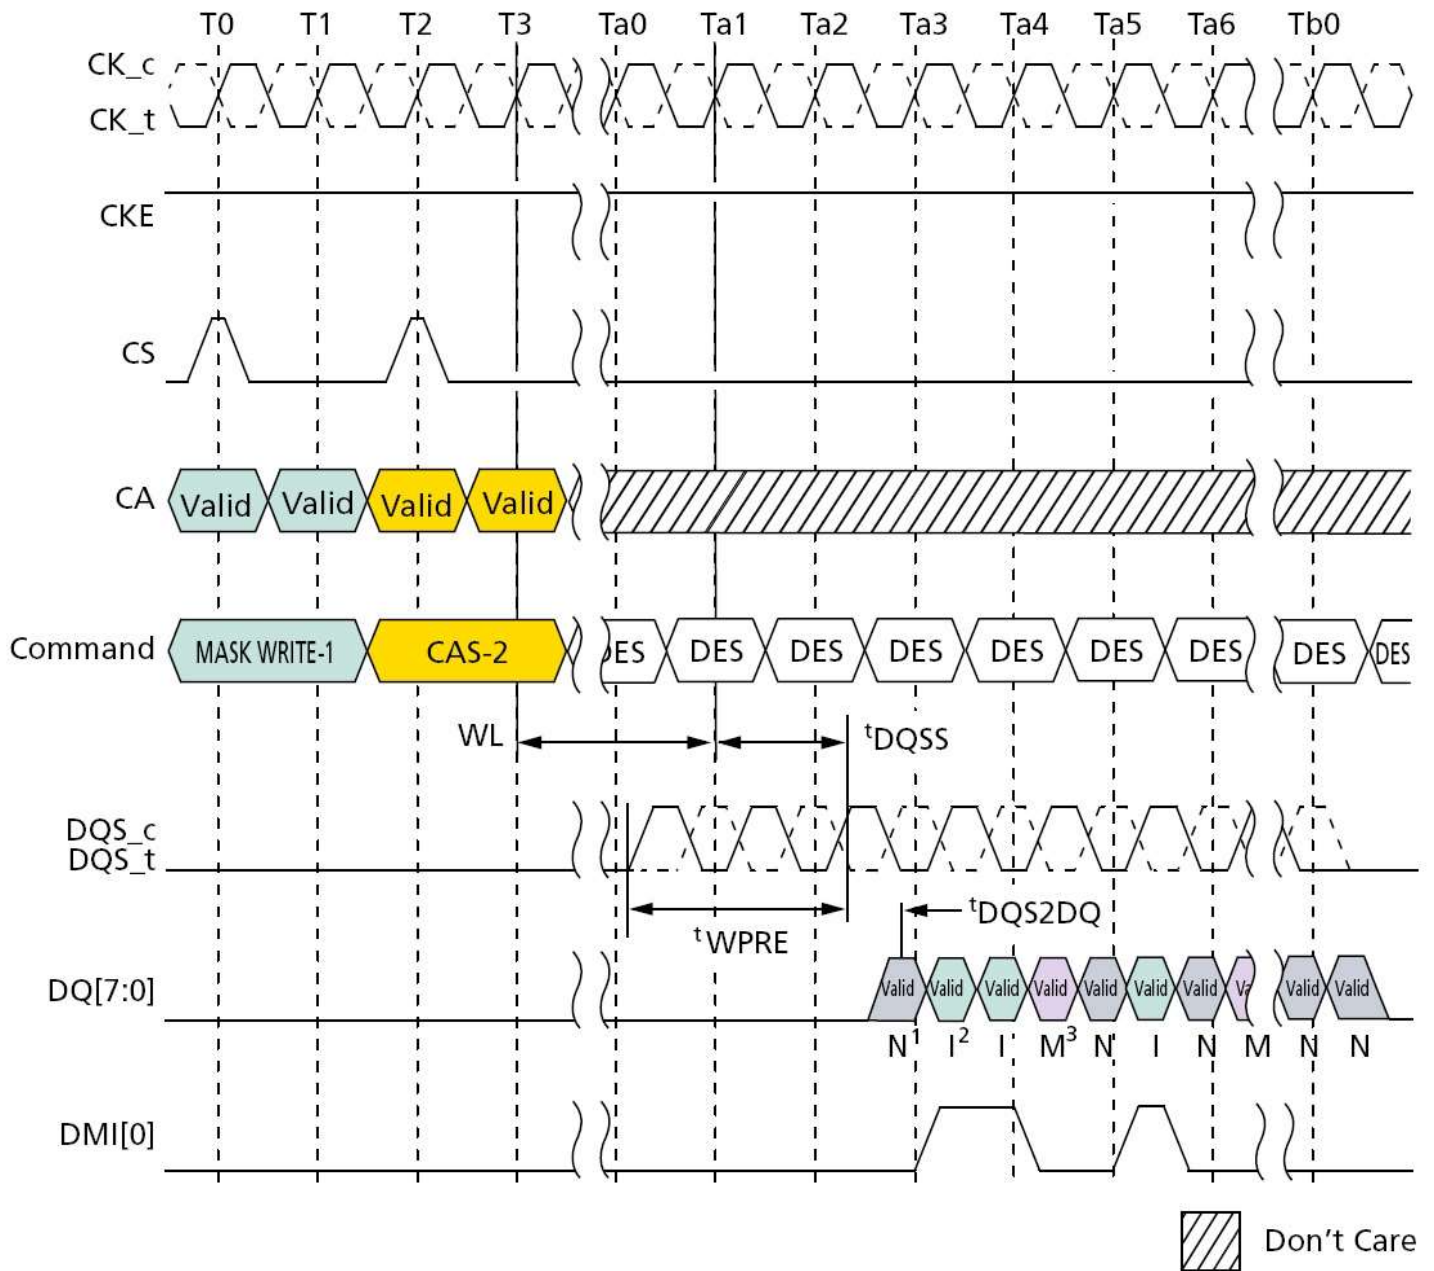 T0 T1 T2 T3 Ta0 Ta1 Ta2 Ta3 Ta4 Ta5 Ta6 Tb0
CK_c
CK_t
CKE
CS
CA Valid Valid Valid Valid
Command MASK WRITE-1 CAS-2 DES DES DES DES DES DES DES DES DES
WL tDQSS
DQS_c
DQS_t
tDQS2DQ
tWPRE
DQ[7:0] Valid Valid Valid Valid Valid Valid Valid Va Valid Valid
N1 I2 I M3 N I N M N N
DMI[0]
Don't Care